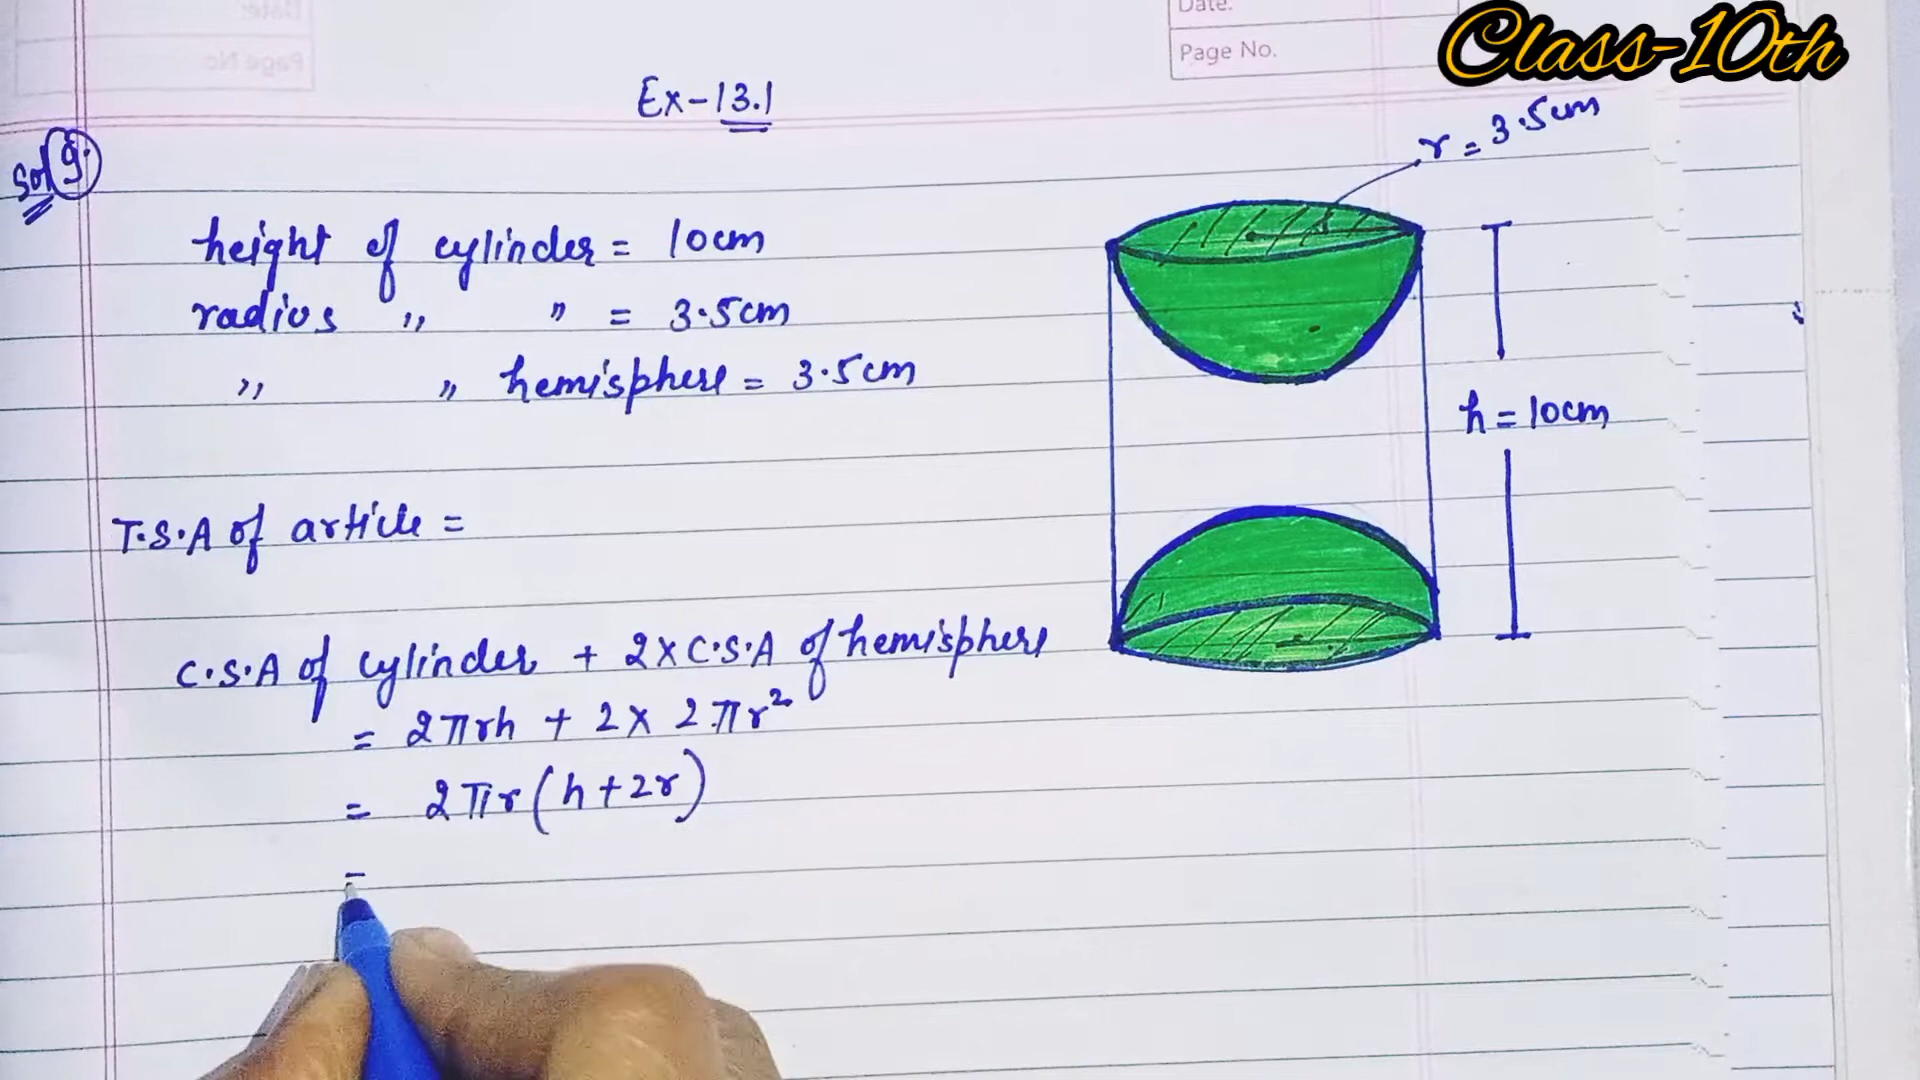 Date:
Page No.
Class-10th
Ex-13.1
Sol 9.
r = 3.5cm
height of cylinder = 10cm
radius ,, " = 3.5cm
,, ,, hemisphere = 3.5cm
h = 10cm
T.S.A of article =
C.S.A of cylinder + 2×C.S.A of hemisphere
= 2πrh + 2× 2πr²
= 2πr(h+2r)
=